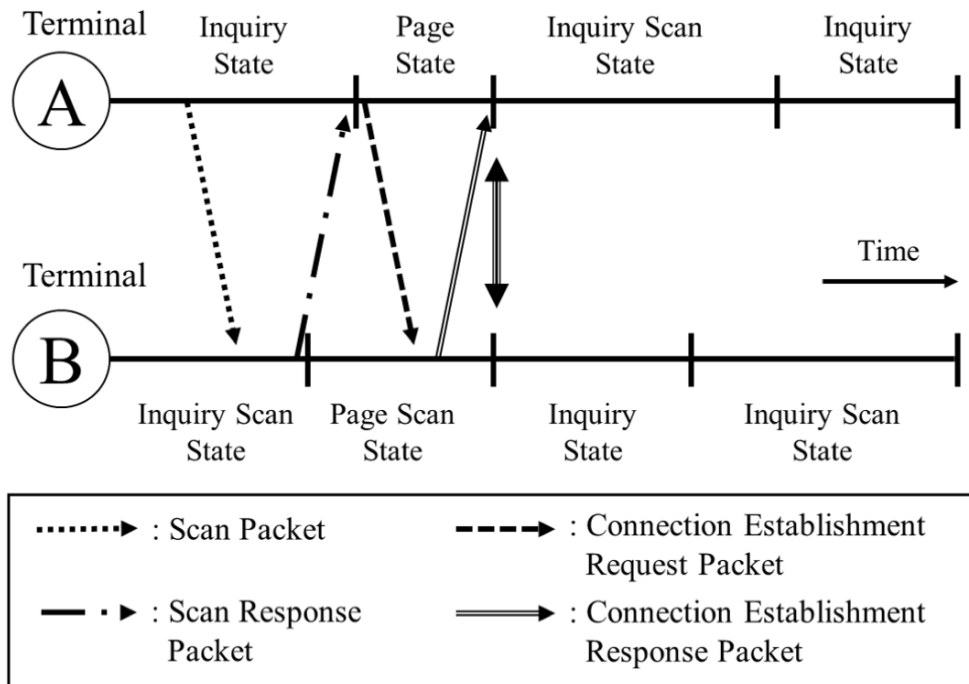 Terminal
A
Inquiry
State
Page
State
Inquiry Scan
State
Inquiry
State
Time
Terminal
B
Inquiry Scan
State
Page Scan
State
Inquiry
State
Inquiry Scan
State
: Scan Packet
: Connection Establishment
Request Packet
: Scan Response
Packet
: Connection Establishment
Response Packet